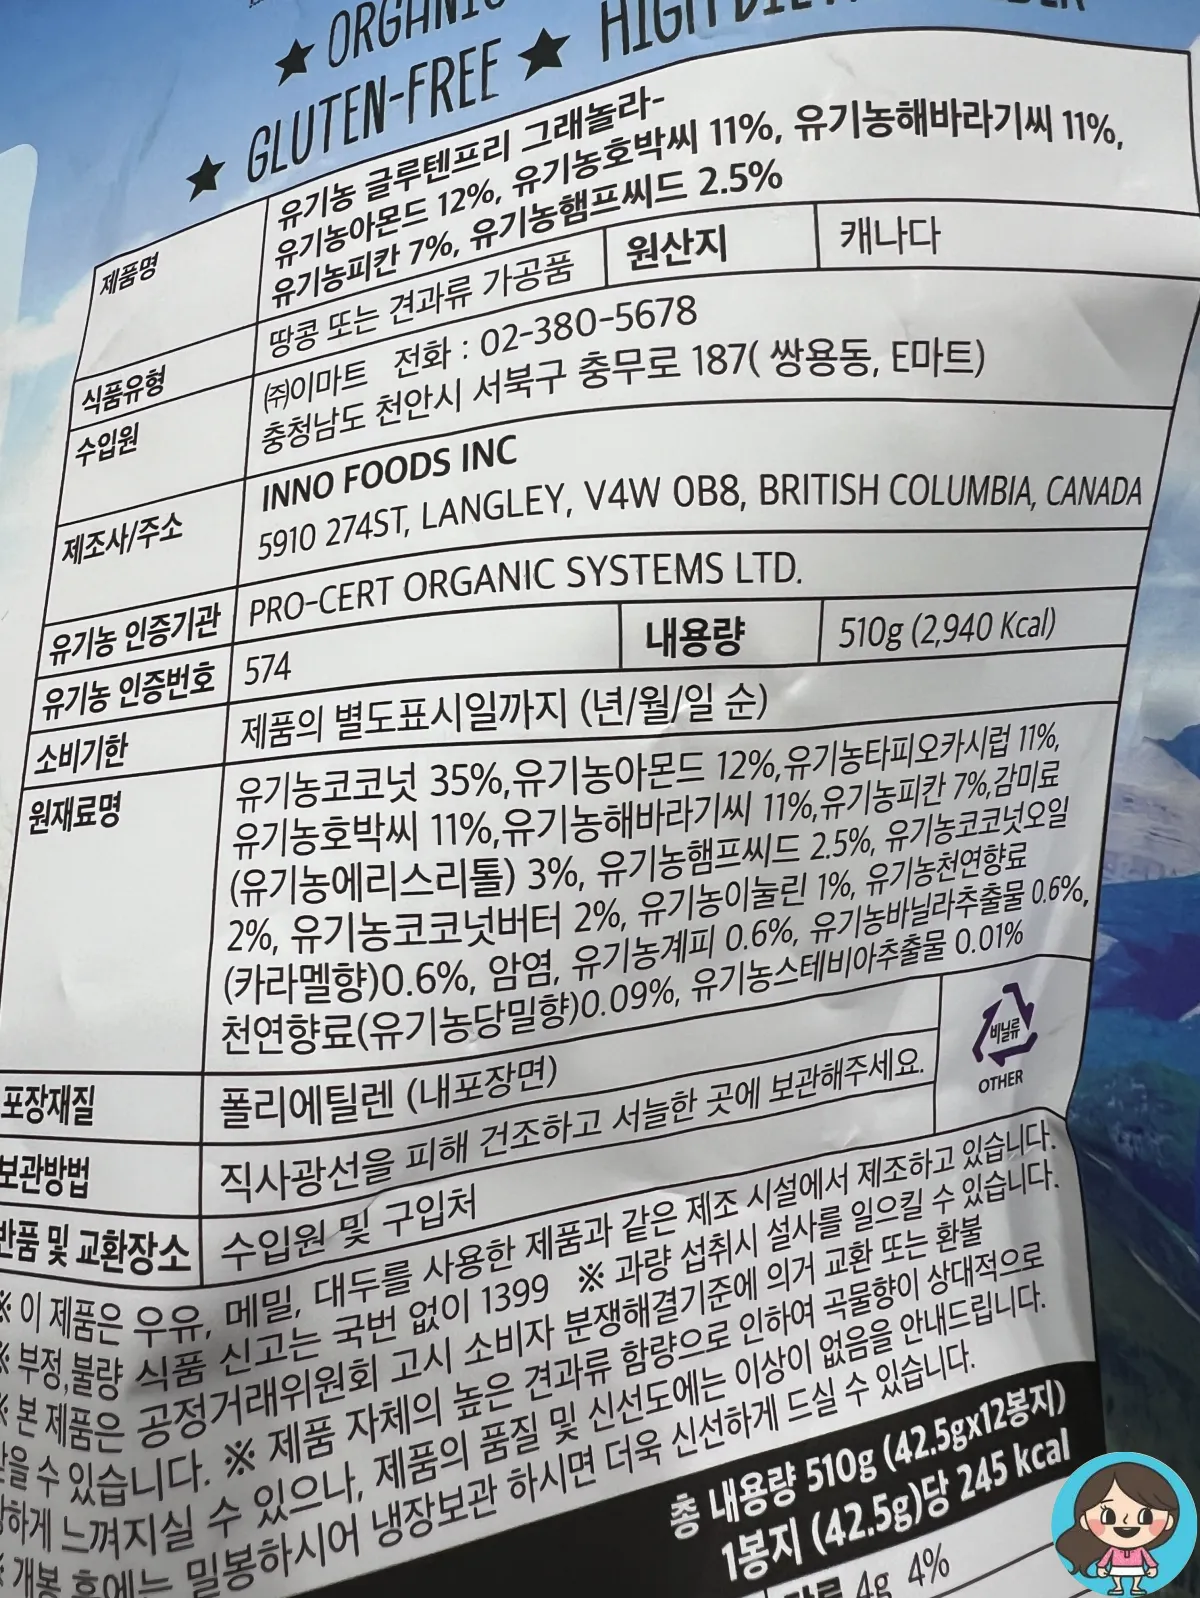 ★ ORGANIC
★ GLUTEN-FREE ★ HIGH
제품명
유기농 글루텐프리 그래놀라-
유기농아몬드 12%, 유기농호박씨 11%, 유기농해바라기씨 11%,
유기농피칸 7%, 유기농햄프씨드 2.5%
식품유형
땅콩 또는 견과류 가공품
원산지
캐나다
수입원
㈜이마트 전화 : 02-380-5678
충청남도 천안시 서북구 충무로 187( 쌍용동, E마트)
제조사/주소
INNO FOODS INC
5910 274ST, LANGLEY, V4W 0B8, BRITISH COLUMBIA, CANADA
유기농 인증기관
PRO-CERT ORGANIC SYSTEMS LTD.
유기농 인증번호
574
내용량
510g (2,940 Kcal)
소비기한
제품의 별도표시일까지 (년/월/일 순)
원재료명
유기농코코넛 35%,유기농아몬드 12%,유기농타피오카시럽 11%,
유기농호박씨 11%,유기농해바라기씨 11%,유기농피칸 7%,감미료
(유기농에리스리톨) 3%, 유기농햄프씨드 2.5%, 유기농코코넛오일
2%, 유기농코코넛버터 2%, 유기농이눌린 1%, 유기농천연향료
(카라멜향)0.6%, 암염, 유기농계피 0.6%, 유기농바닐라추출물 0.6%,
천연향료(유기농당밀향)0.09%, 유기농스테비아추출물 0.01%
포장재질
폴리에틸렌 (내포장면)
비닐류
OTHER
보관방법
직사광선을 피해 건조하고 서늘한 곳에 보관해주세요.
반품 및 교환장소
수입원 및 구입처
※ 이 제품은 우유, 메밀, 대두를 사용한 제품과 같은 제조 시설에서 제조하고 있습니다.
※ 부정,불량 식품 신고는 국번 없이 1399 ※ 과량 섭취시 설사를 일으킬 수 있습니다.
※ 본 제품은 공정거래위원회 고시 소비자 분쟁해결기준에 의거 교환 또는 환불
받을 수 있습니다. ※ 제품 자체의 높은 견과류 함량으로 인하여 곡물향이 상대적으로
강하게 느껴지실 수 있으나, 제품의 품질 및 신선도에는 이상이 없음을 안내드립니다.
※ 개봉 후에는 밀봉하시어 냉장보관 하시면 더욱 신선하게 드실 수 있습니다.
총 내용량 510g (42.5gx12봉지)
1봉지 (42.5g)당 245 kcal
4g 4%